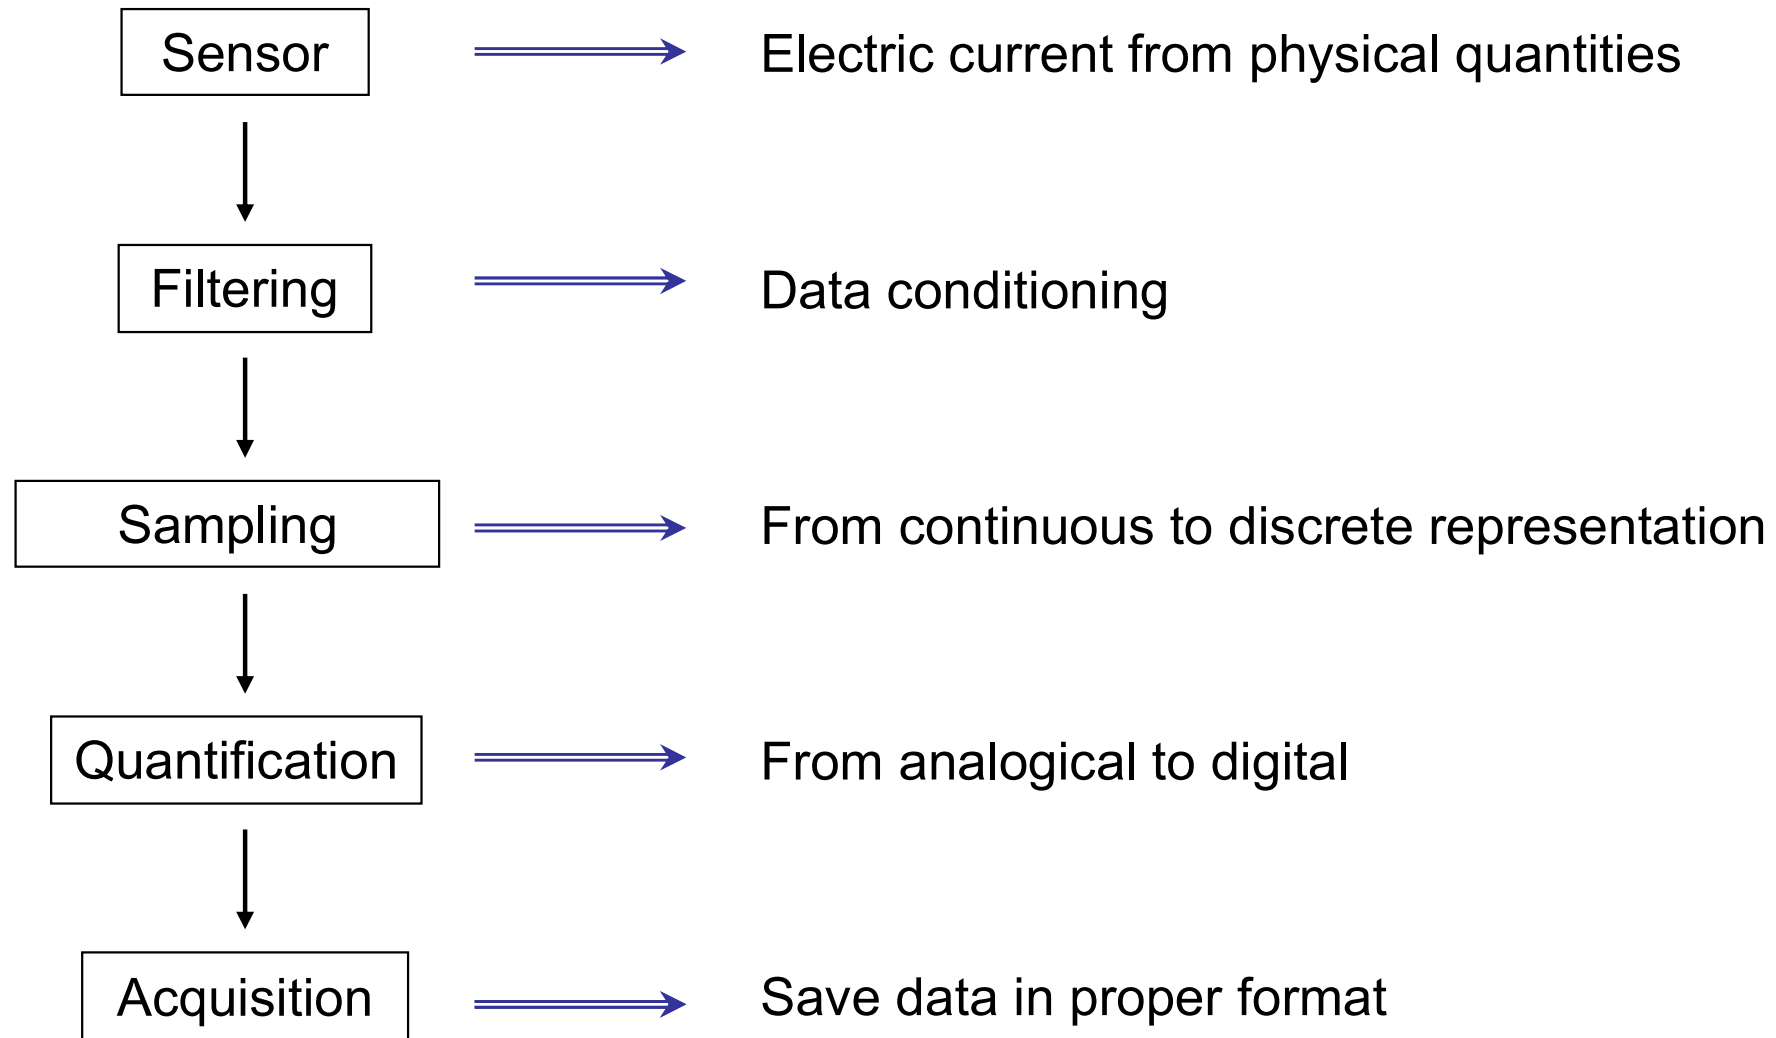 Sensor
Electric current from physical quantities
Filtering
Data conditioning
Sampling
From continuous to discrete representation
Quantification
From analogical to digital
Acquisition
Save data in proper format